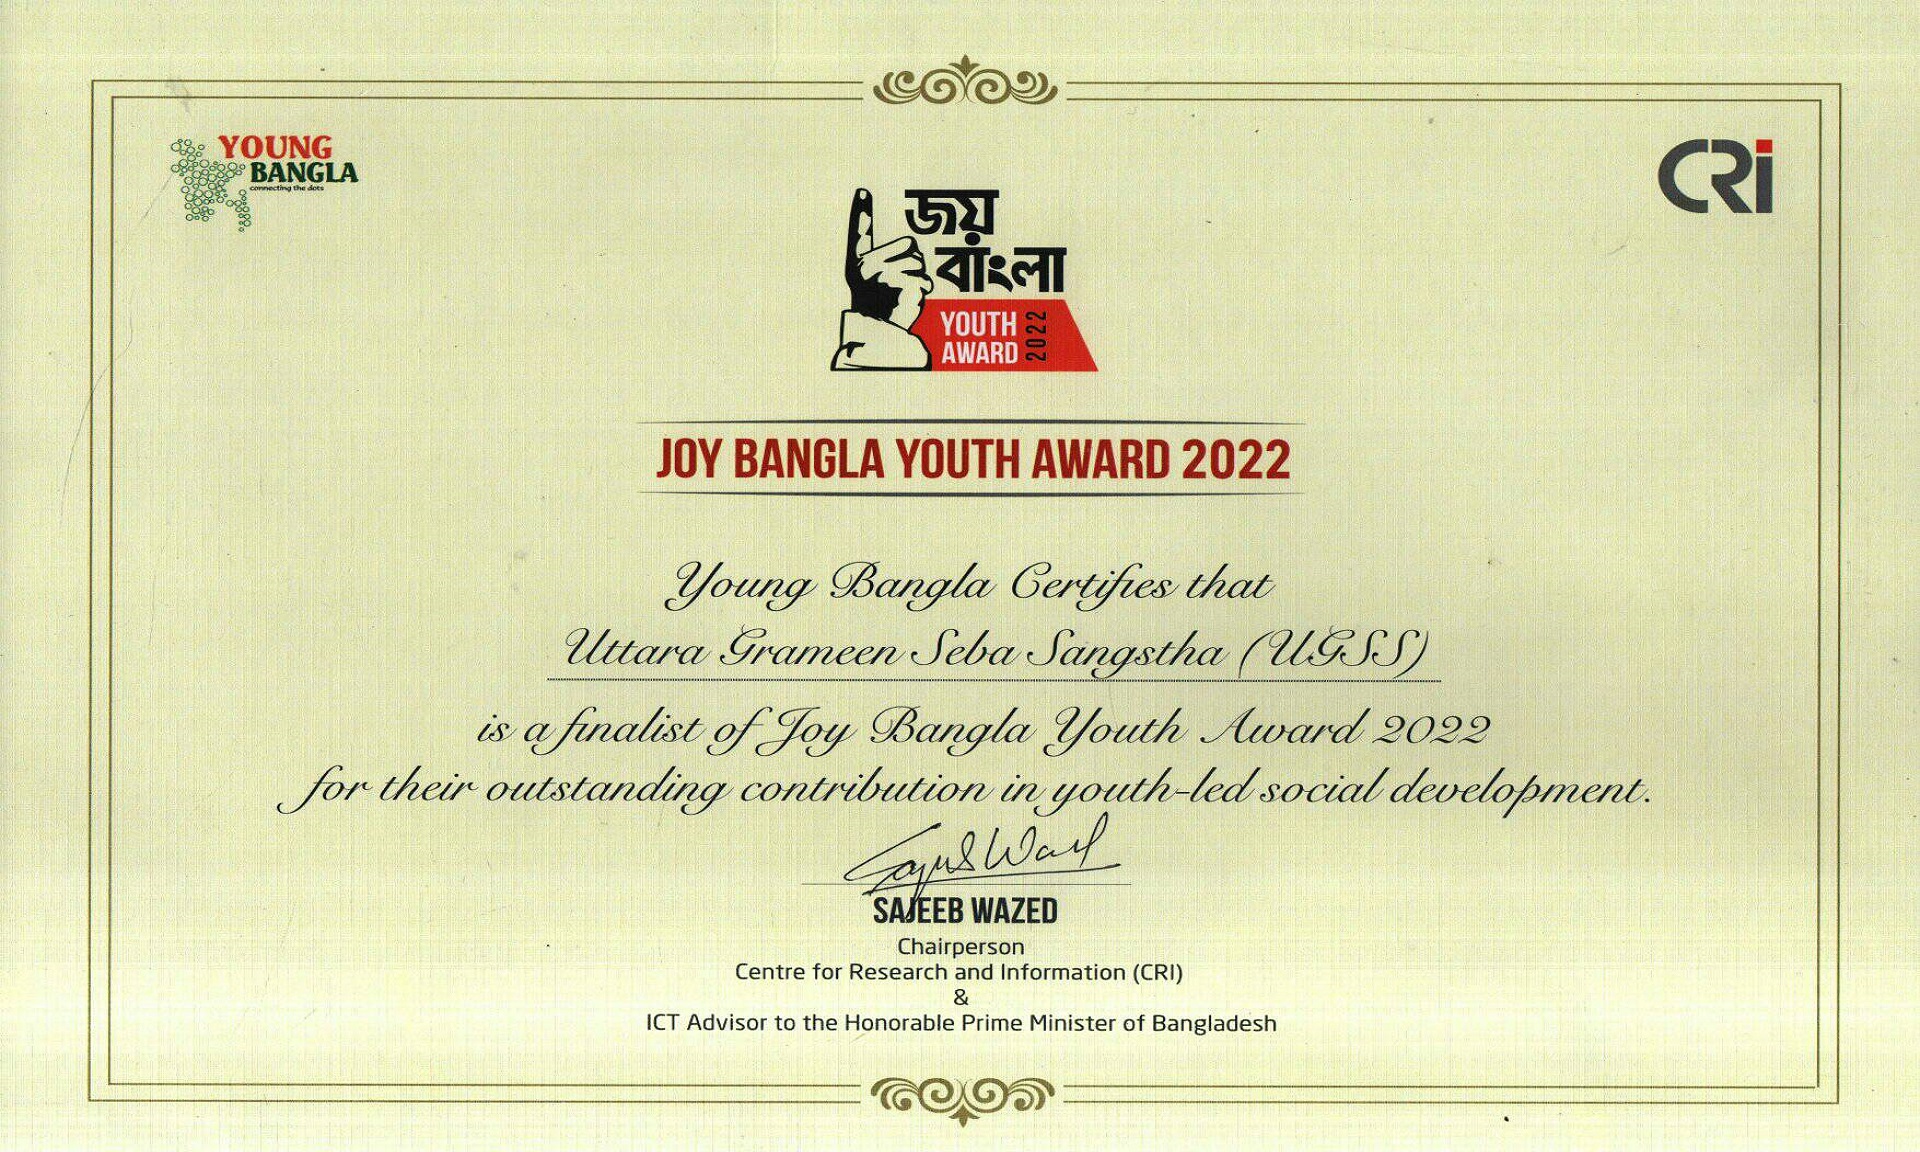 YOUNG
BANGLA
connecting the dots
CRi
জয়
বাংলা
YOUTH
AWARD
2022
JOY BANGLA YOUTH AWARD 2022
Young Bangla Certifies that
Uttara Grameen Seba Sangstha (UGSS)
is a finalist of Joy Bangla Youth Award 2022
for their outstanding contribution in youth-led social development.
Sajeeb Wazed
SAJEEB WAZED
Chairperson
Centre for Research and Information (CRI)
&
ICT Advisor to the Honorable Prime Minister of Bangladesh